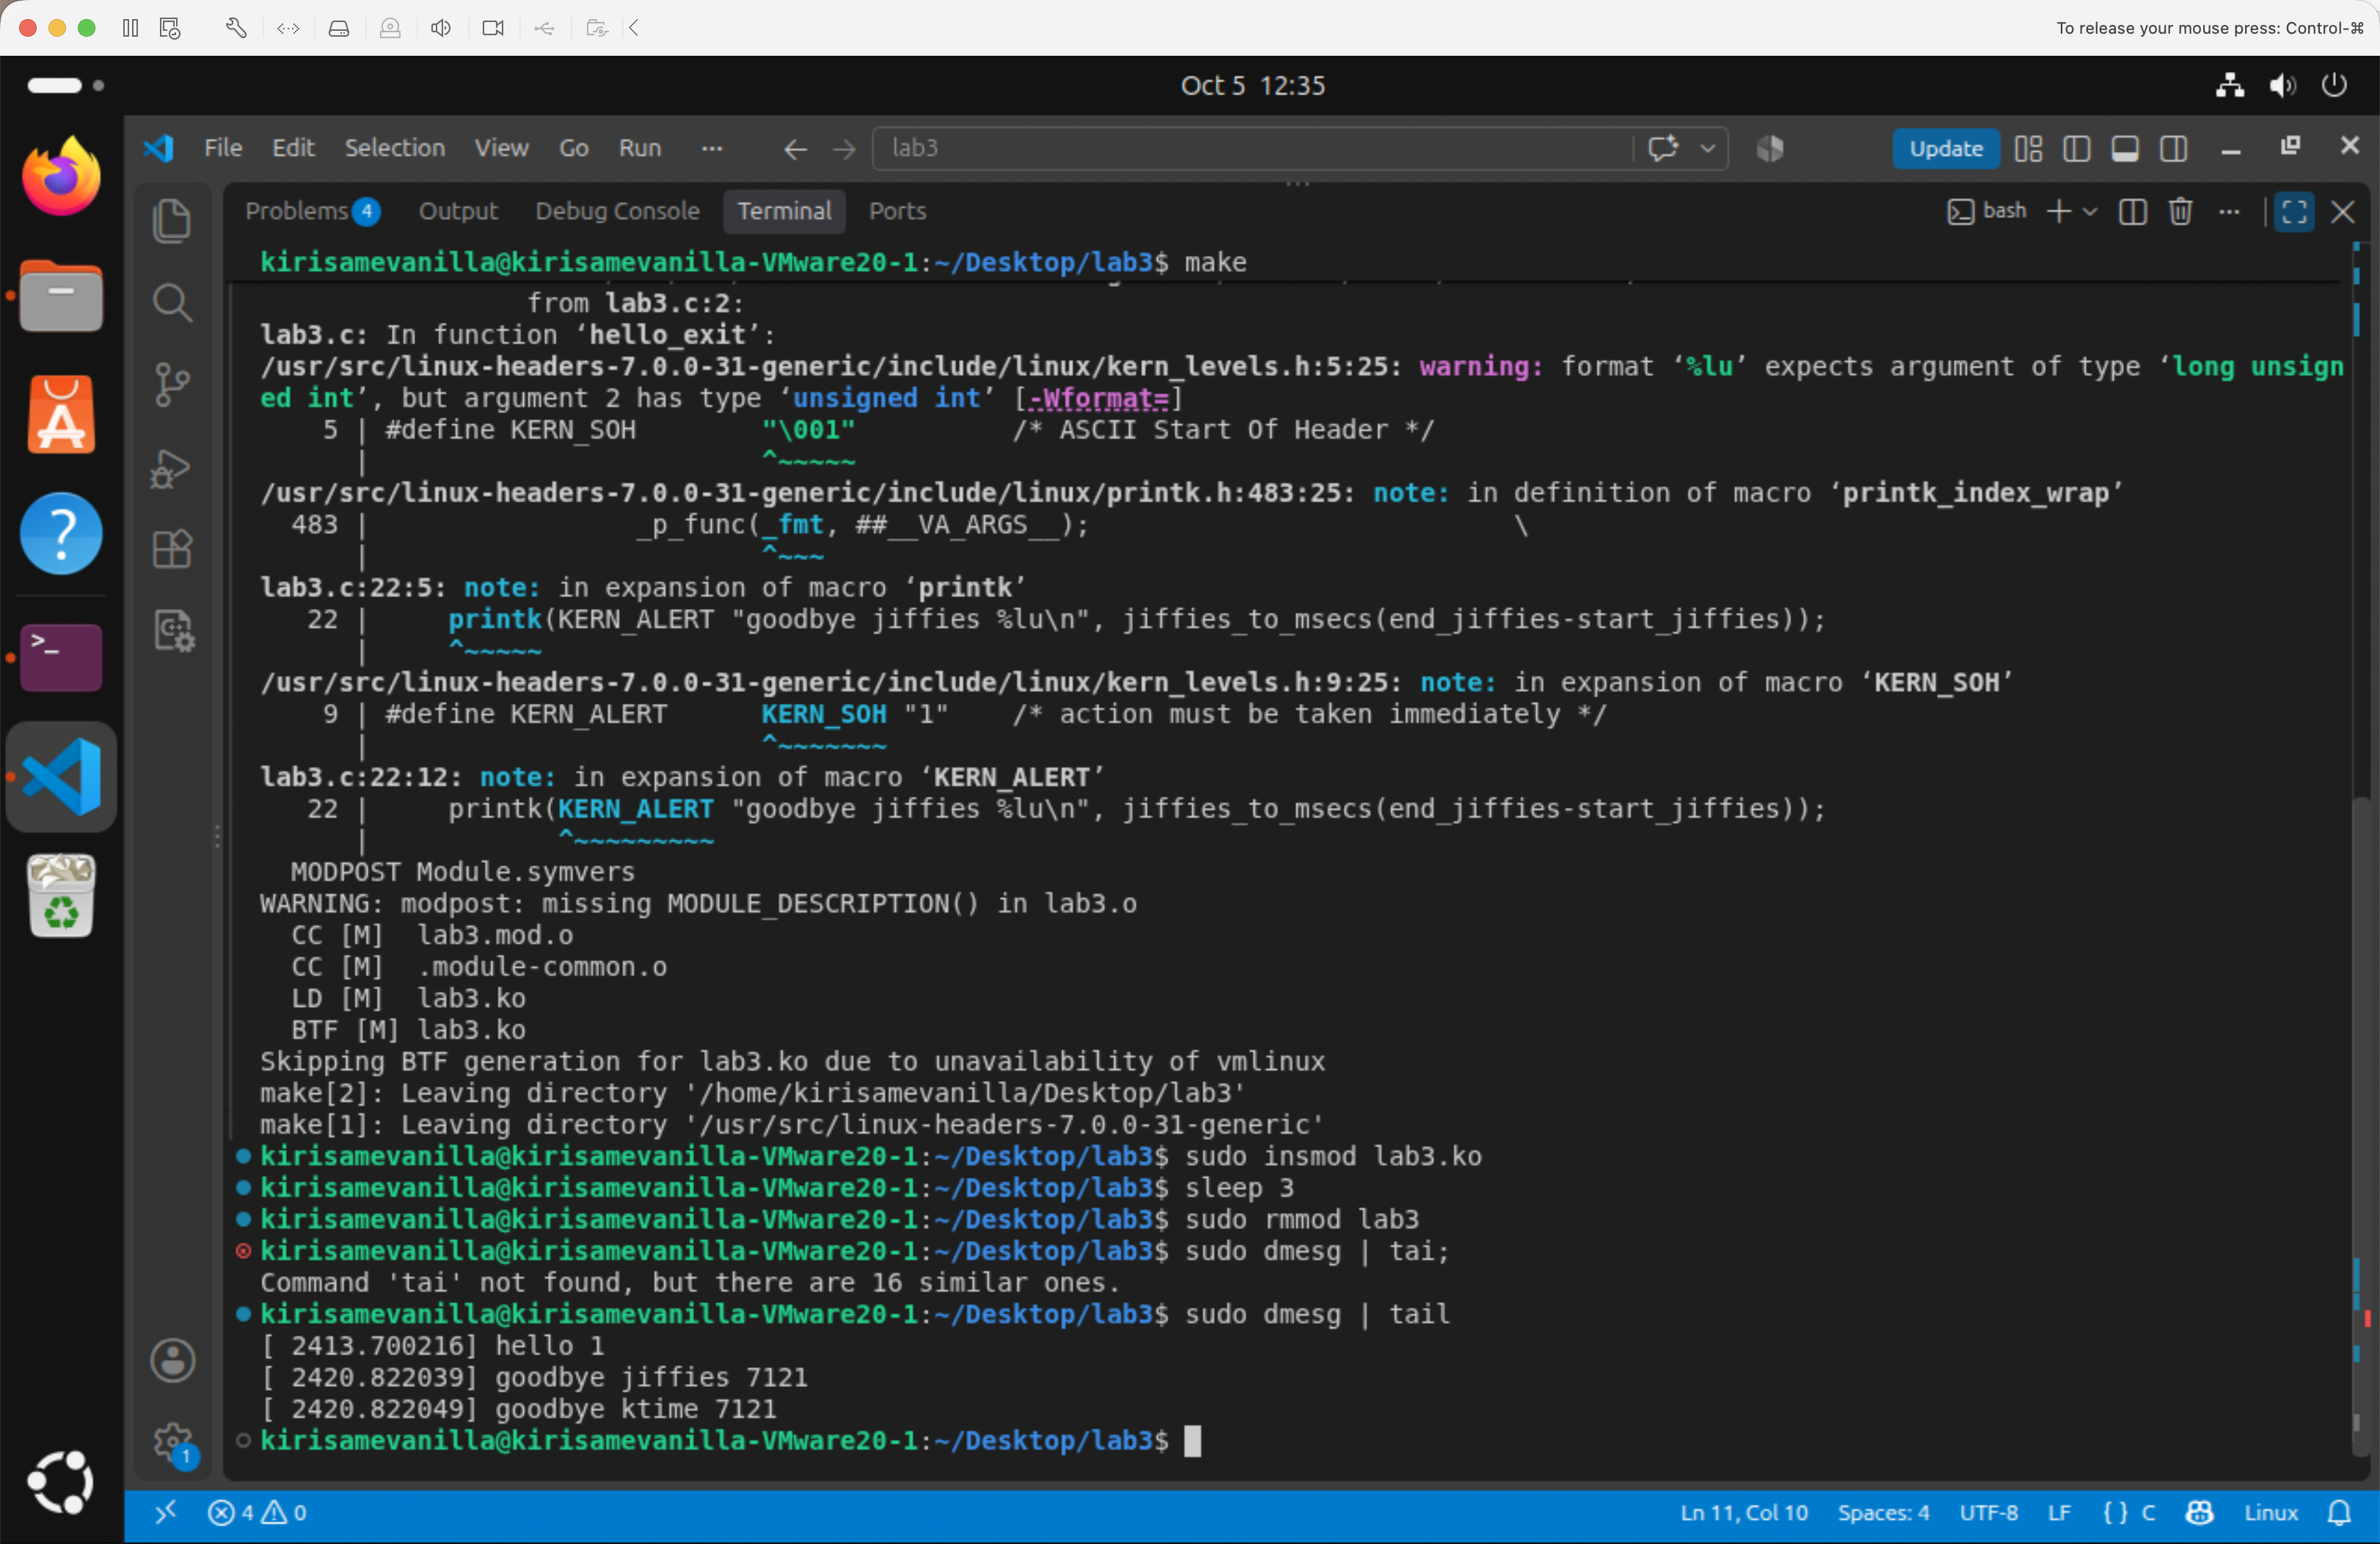 To release your mouse press: Control-⌘
Oct 5 12:35
File Edit Selection View Go Run ··· lab3 Update
Problems 4 Output Debug Console Terminal Ports bash
kirisamevanilla@kirisamevanilla-VMware20-1:~/Desktop/lab3$ make
from lab3.c:2:
lab3.c: In function ‘hello_exit’:
/usr/src/linux-headers-7.0.0-31-generic/include/linux/kern_levels.h:5:25: warning: format ‘%lu’ expects argument of type ‘long unsign
ed int’, but argument 2 has type ‘unsigned int’ [-Wformat=]
5 | #define KERN_SOH "\001" /* ASCII Start Of Header */
| ^~~~~~
/usr/src/linux-headers-7.0.0-31-generic/include/linux/printk.h:483:25: note: in definition of macro ‘printk_index_wrap’
483 | _p_func(_fmt, ##__VA_ARGS__); \
| ^~~~
lab3.c:22:5: note: in expansion of macro ‘printk’
22 | printk(KERN_ALERT "goodbye jiffies %lu\n", jiffies_to_msecs(end_jiffies-start_jiffies));
| ^~~~~~
/usr/src/linux-headers-7.0.0-31-generic/include/linux/kern_levels.h:9:25: note: in expansion of macro ‘KERN_SOH’
9 | #define KERN_ALERT KERN_SOH "1" /* action must be taken immediately */
| ^~~~~~~~
lab3.c:22:12: note: in expansion of macro ‘KERN_ALERT’
22 | printk(KERN_ALERT "goodbye jiffies %lu\n", jiffies_to_msecs(end_jiffies-start_jiffies));
| ^~~~~~~~~~
MODPOST Module.symvers
WARNING: modpost: missing MODULE_DESCRIPTION() in lab3.o
CC [M] lab3.mod.o
CC [M] .module-common.o
LD [M] lab3.ko
BTF [M] lab3.ko
Skipping BTF generation for lab3.ko due to unavailability of vmlinux
make[2]: Leaving directory '/home/kirisamevanilla/Desktop/lab3'
make[1]: Leaving directory '/usr/src/linux-headers-7.0.0-31-generic'
kirisamevanilla@kirisamevanilla-VMware20-1:~/Desktop/lab3$ sudo insmod lab3.ko
kirisamevanilla@kirisamevanilla-VMware20-1:~/Desktop/lab3$ sleep 3
kirisamevanilla@kirisamevanilla-VMware20-1:~/Desktop/lab3$ sudo rmmod lab3
kirisamevanilla@kirisamevanilla-VMware20-1:~/Desktop/lab3$ sudo dmesg | tai;
Command 'tai' not found, but there are 16 similar ones.
kirisamevanilla@kirisamevanilla-VMware20-1:~/Desktop/lab3$ sudo dmesg | tail
[ 2413.700216] hello 1
[ 2420.822039] goodbye jiffies 7121
[ 2420.822049] goodbye ktime 7121
kirisamevanilla@kirisamevanilla-VMware20-1:~/Desktop/lab3$
1
4 0 Ln 11, Col 10 Spaces: 4 UTF-8 LF {} C Linux